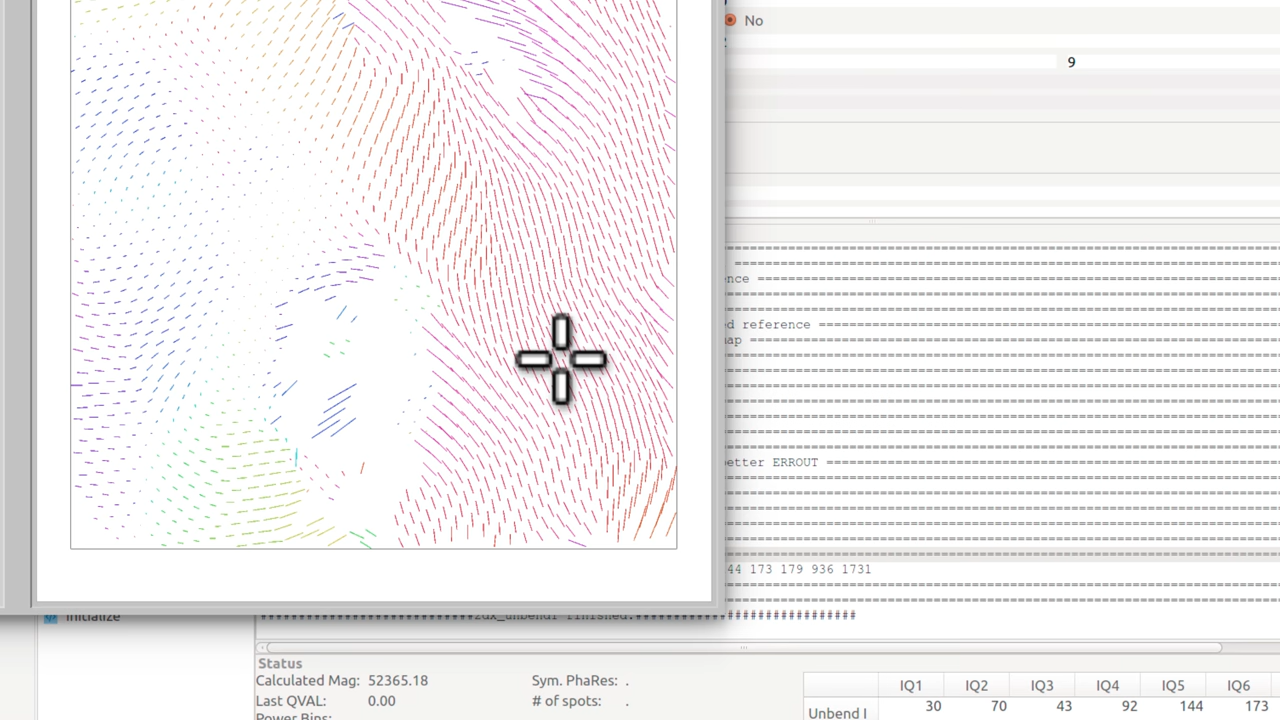 No
9
nce ================================
d reference ================================
ap ================================
etter ERROUT ================================
44 173 179 936 1731
initialize
finished.################################
Status
Calculated Mag: 52365.18 Sym. PhaRes: .
Last QVAL: 0.00 # of spots: .
Power Bins:
IQ1 IQ2 IQ3 IQ4 IQ5 IQ6
Unbend I 30 70 43 92 144 173